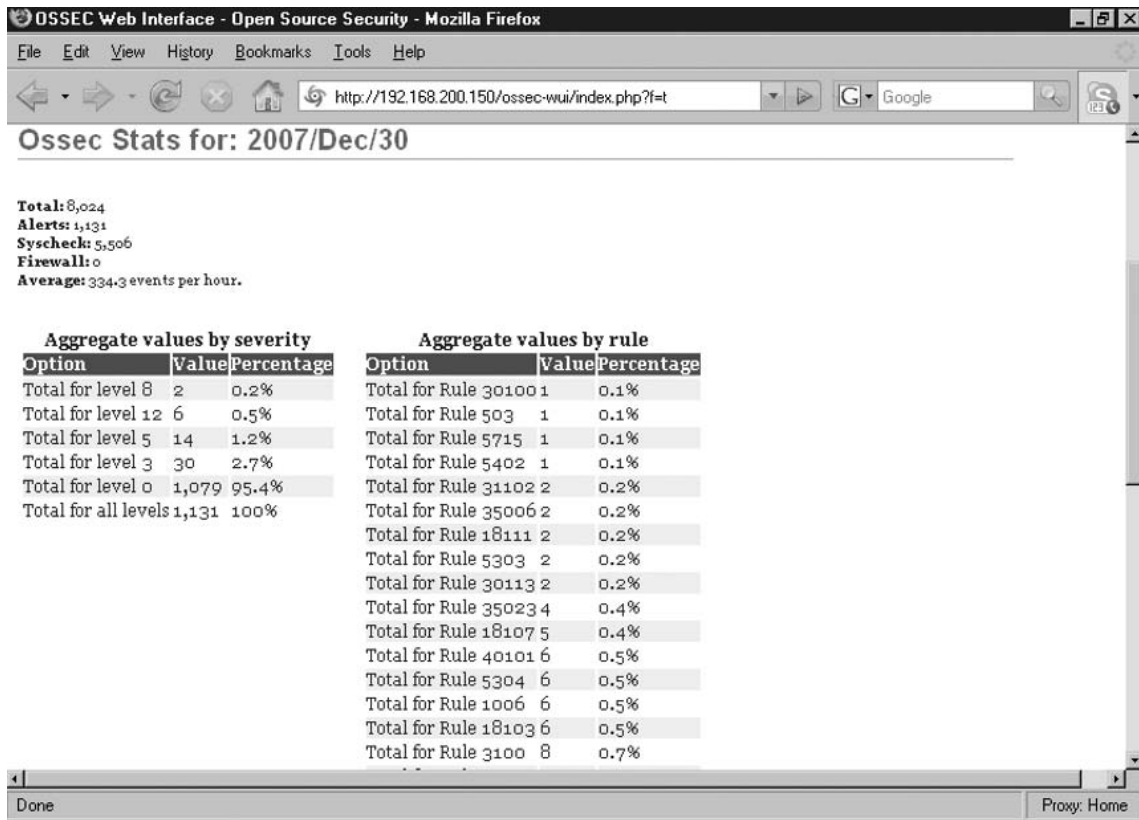 OSSEC Web Interface - Open Source Security - Mozilla Firefox
File Edit View History Bookmarks Tools Help
http://192.168.200.150/ossec-wui/index.php?f=t
G Google
123
Ossec Stats for: 2007/Dec/30
Total: 8,024
Alerts: 1,131
Syscheck: 5,506
Firewall: 0
Average: 334.3 events per hour.
Aggregate values by severity
Option Value Percentage
Total for level 8 2 0.2%
Total for level 12 6 0.5%
Total for level 5 14 1.2%
Total for level 3 30 2.7%
Total for level 0 1,079 95.4%
Total for all levels 1,131 100%
Aggregate values by rule
Option Value Percentage
Total for Rule 30100 1 0.1%
Total for Rule 503 1 0.1%
Total for Rule 5715 1 0.1%
Total for Rule 5402 1 0.1%
Total for Rule 31102 2 0.2%
Total for Rule 35006 2 0.2%
Total for Rule 18111 2 0.2%
Total for Rule 5303 2 0.2%
Total for Rule 30113 2 0.2%
Total for Rule 35023 4 0.4%
Total for Rule 18107 5 0.4%
Total for Rule 40101 6 0.5%
Total for Rule 5304 6 0.5%
Total for Rule 1006 6 0.5%
Total for Rule 18103 6 0.5%
Total for Rule 3100 8 0.7%
Done
Proxy: Home